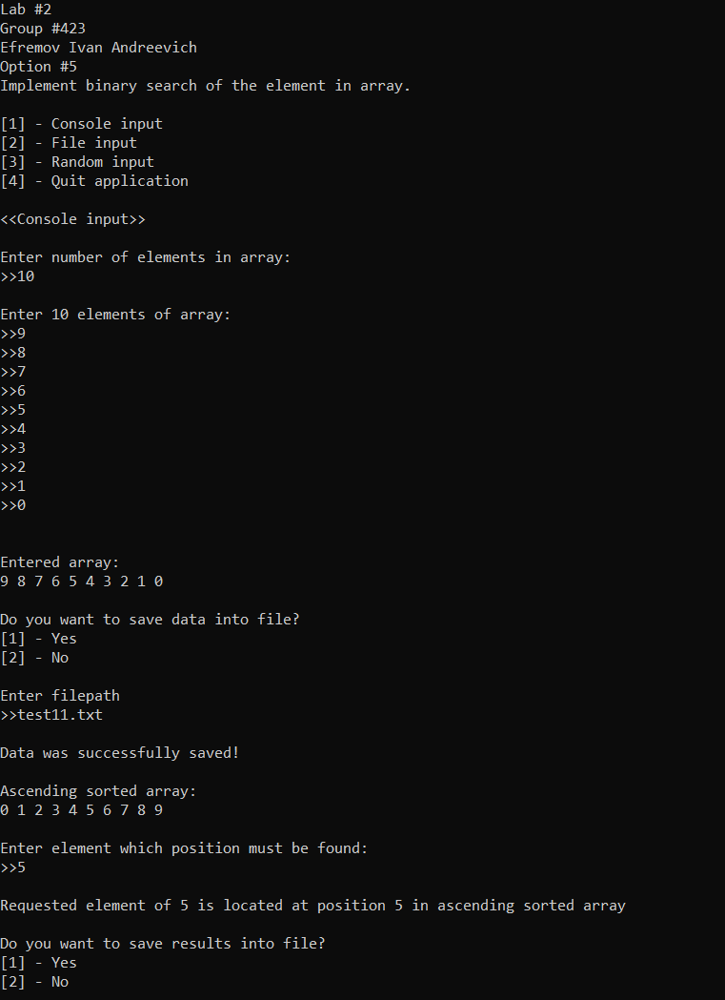 Lab #2
Group #423
Efremov Ivan Andreevich
Option #5
Implement binary search of the element in array.
[1] - Console input
[2] - File input
[3] - Random input
[4] - Quit application
<<Console input>>
Enter number of elements in array:
>>10
Enter 10 elements of array:
>>9
>>8
>>7
>>6
>>5
>>4
>>3
>>2
>>1
>>0
Entered array:
9 8 7 6 5 4 3 2 1 0
Do you want to save data into file?
[1] - Yes
[2] - No
Enter filepath
>>test11.txt
Data was successfully saved!
Ascending sorted array:
0 1 2 3 4 5 6 7 8 9
Enter element which position must be found:
>>5
Requested element of 5 is located at position 5 in ascending sorted array
Do you want to save results into file?
[1] - Yes
[2] - No